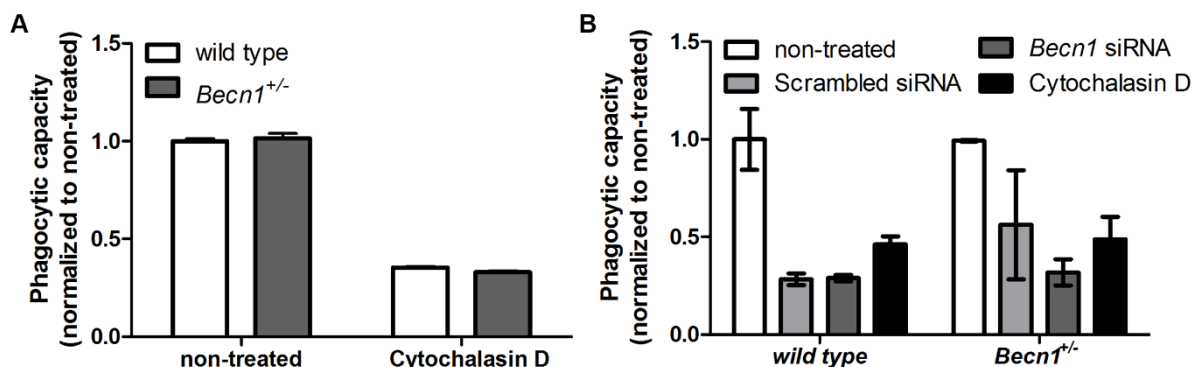 A
Phagocytic capacity
(normalized to non-treated)
1.5
1.0
0.5
0.0
wild type
Becn1+/-
non-treated
Cytochalasin D
B
Phagocytic capacity
(normalized to non-treated)
1.5
1.0
0.5
0.0
non-treated
Scrambled siRNA
Becn1 siRNA
Cytochalasin D
wild type
Becn1+/-